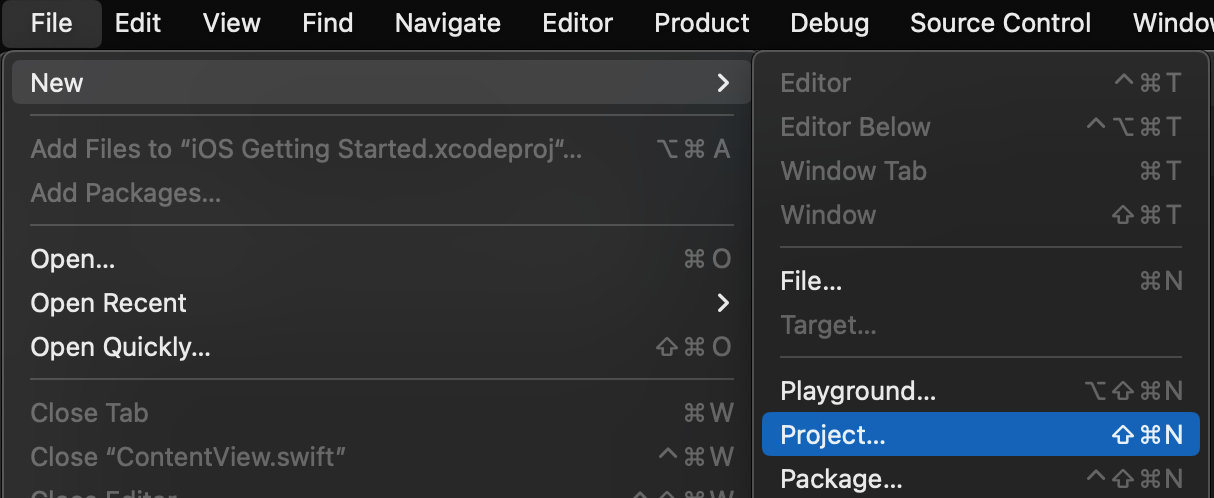 File Edit View Find Navigate Editor Product Debug Source Control Window
New
Add Files to “iOS Getting Started.xcodeproj“... ⌥⌘A
Add Packages...
Open... ⌘O
Open Recent
Open Quickly... ⇧⌘O
Close Tab ⌘W
Close “ContentView.swift” ^⌘W
Close Editor ^⇧⌘W
Editor ^⌘T
Editor Below ^⌥⌘T
Window Tab ⌘T
Window ⇧⌘T
File... ⌘N
Target...
Playground... ⌥⇧⌘N
Project... ⇧⌘N
Package... ^⇧⌘N